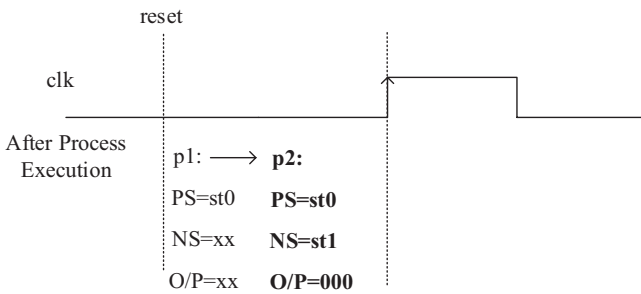 reset
clk
After Process
Execution
p1: → p2:
PS=st0 PS=st0
NS=xx NS=st1
O/P=xx O/P=000